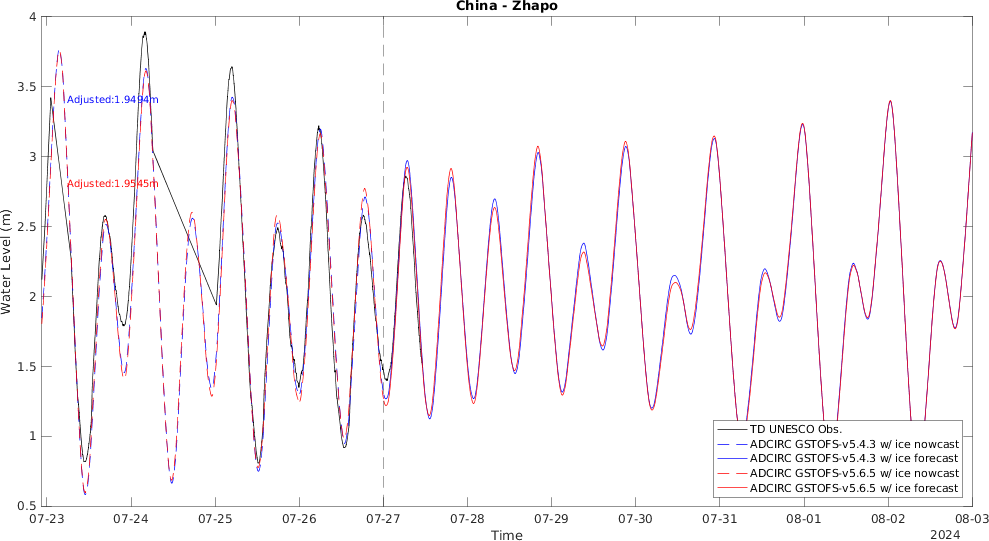 China - Zhapo
4
3.5
3
2.5
2
1.5
1
0.5
Water Level (m)
Adjusted:1.9494m
Adjusted:1.9545m
TD UNESCO Obs.
ADCIRC GSTOFS-v5.4.3 w/ ice nowcast
ADCIRC GSTOFS-v5.4.3 w/ ice forecast
ADCIRC GSTOFS-v5.6.5 w/ ice nowcast
ADCIRC GSTOFS-v5.6.5 w/ ice forecast
07-23 07-24 07-25 07-26 07-27 07-28 07-29 07-30 07-31 08-01 08-02 08-03
Time
2024